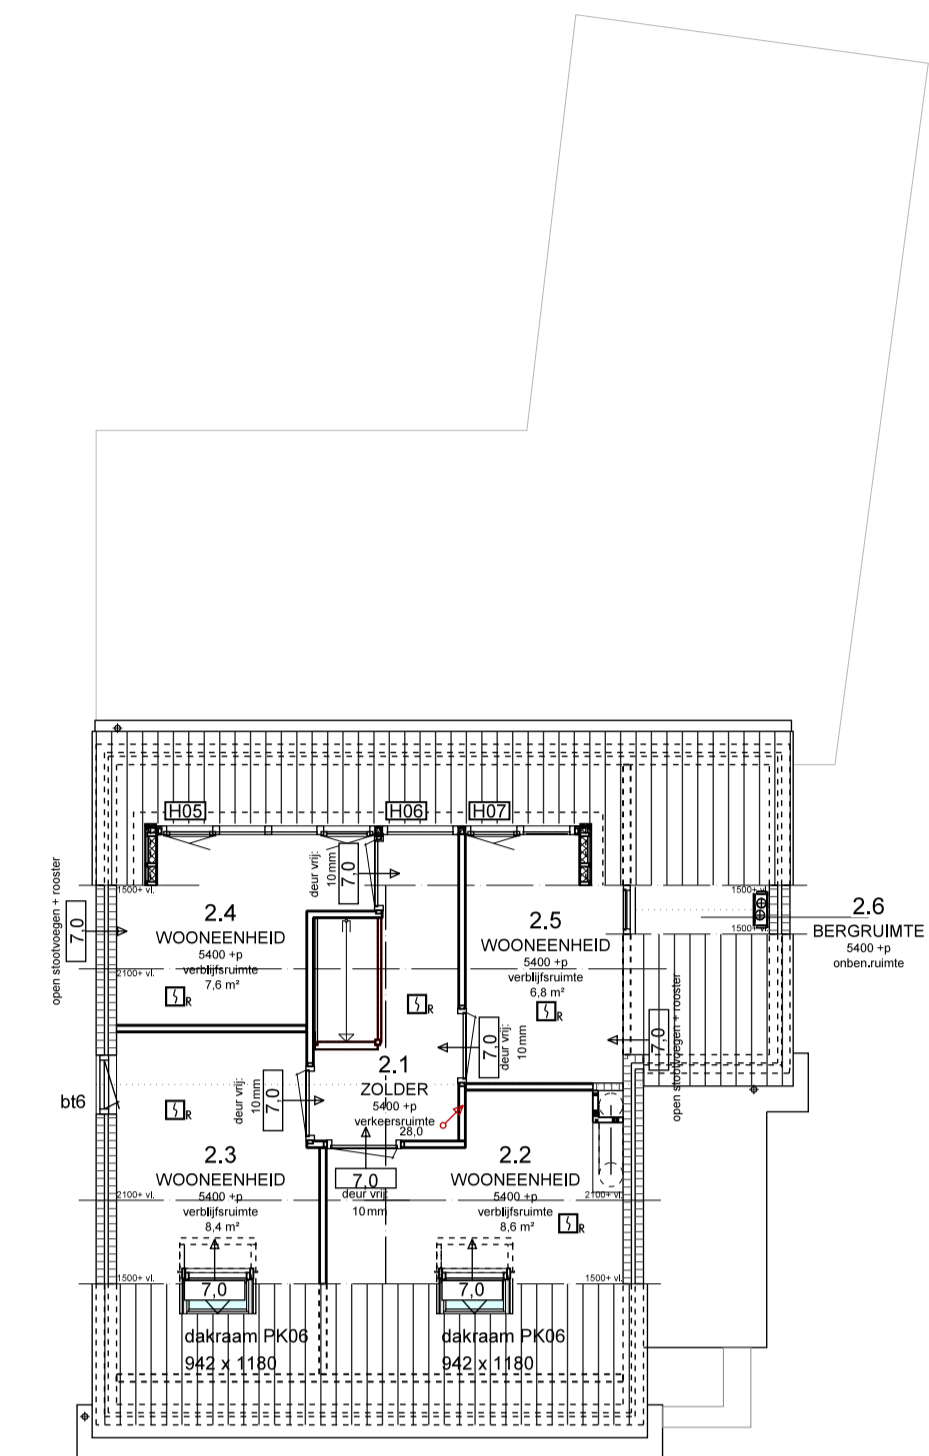 H05
H06
H07
deur vrij:
10mm
7,0
open stootvoegen + rooster
7,0
1500+ vl.
1500+ vl.
1500+ vl.
2.4
WOONEENHEID
5400 +p
verblijfsruimte
7,6 m²
2100+ vl.
R
2.5
WOONEENHEID
5400 +p
verblijfsruimte
6,8 m²
R
2.6
BERGRUIMTE
5400 +p
onben.ruimte
R
7,0
deur vrij:
10 mm
7,0
open stootvoegen + rooster
2.1
ZOLDER
5400 +p
verkeersruimte
28,0
bt6
R
deur vrij:
10mm
7,0
2.3
WOONEENHEID
5400 +p
verblijfsruimte
8,4 m²
2100+ vl.
7,0
deur vrij:
10mm
2.2
WOONEENHEID
5400 +p
verblijfsruimte
8,6 m²
2100+ vl.
R
1500+ vl.
1500+ vl.
7,0
7,0
dakraam PK06
942 x 1180
dakraam PK06
942 x 1180